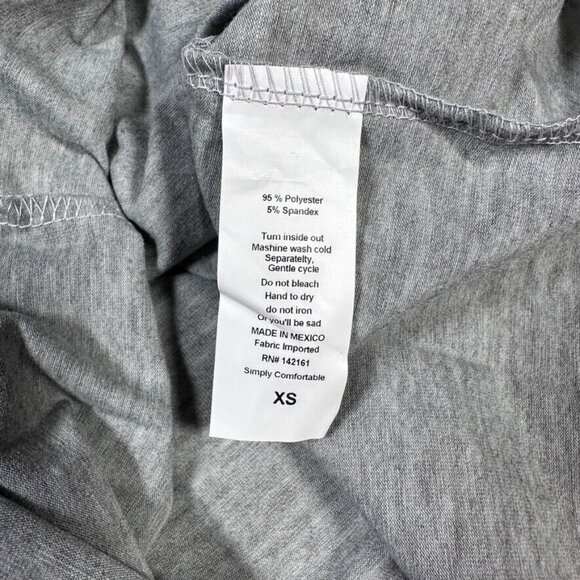 95 % Polyester
5% Spandex
Turn inside out
Mashine wash cold
Separatelty,
Gentle cycle
Do not bleach
Hand to dry
do not iron
Or you'll be sad
MADE IN MEXICO
Fabric Imported
RN# 142161
Simply Comfortable
XS